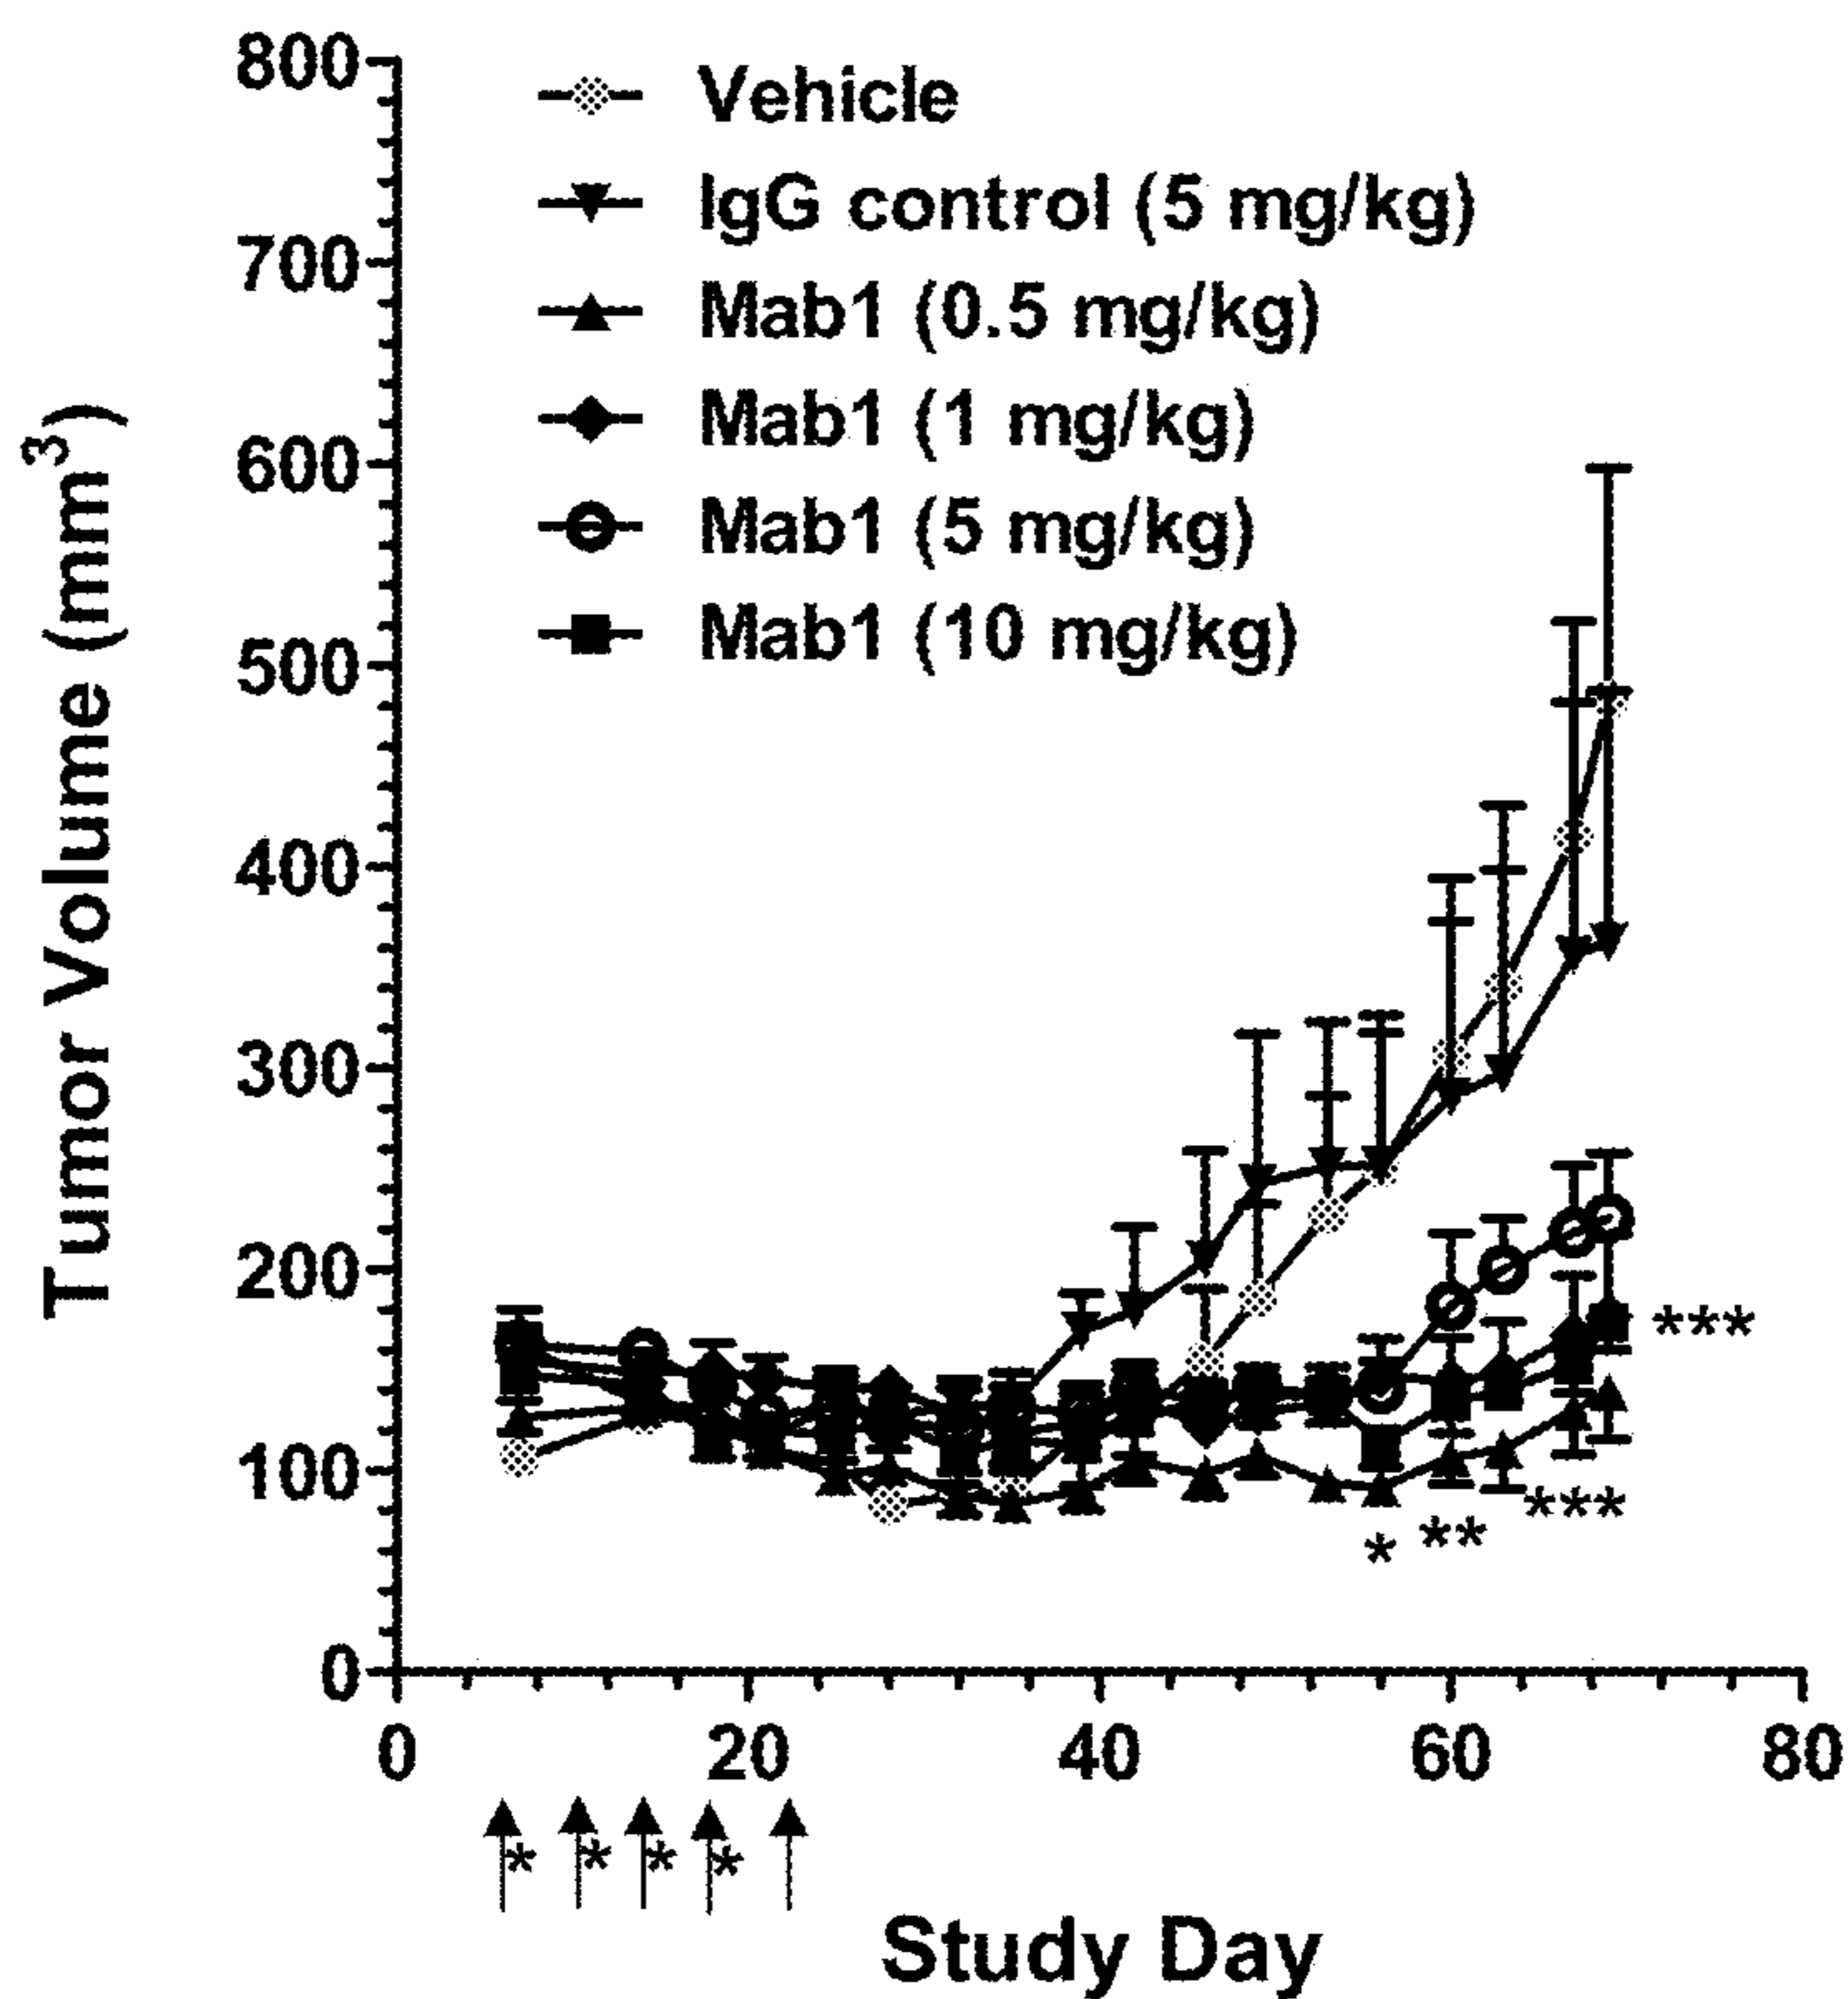 800
700
600
500
400
300
200
100
0
Tumor Volume (mm³)
Vehicle
IgG control (5 mg/kg)
Mab1 (0.5 mg/kg)
Mab1 (1 mg/kg)
Mab1 (5 mg/kg)
Mab1 (10 mg/kg)
***
***
**
*
0 20 40 60 80
* * * *
Study Day